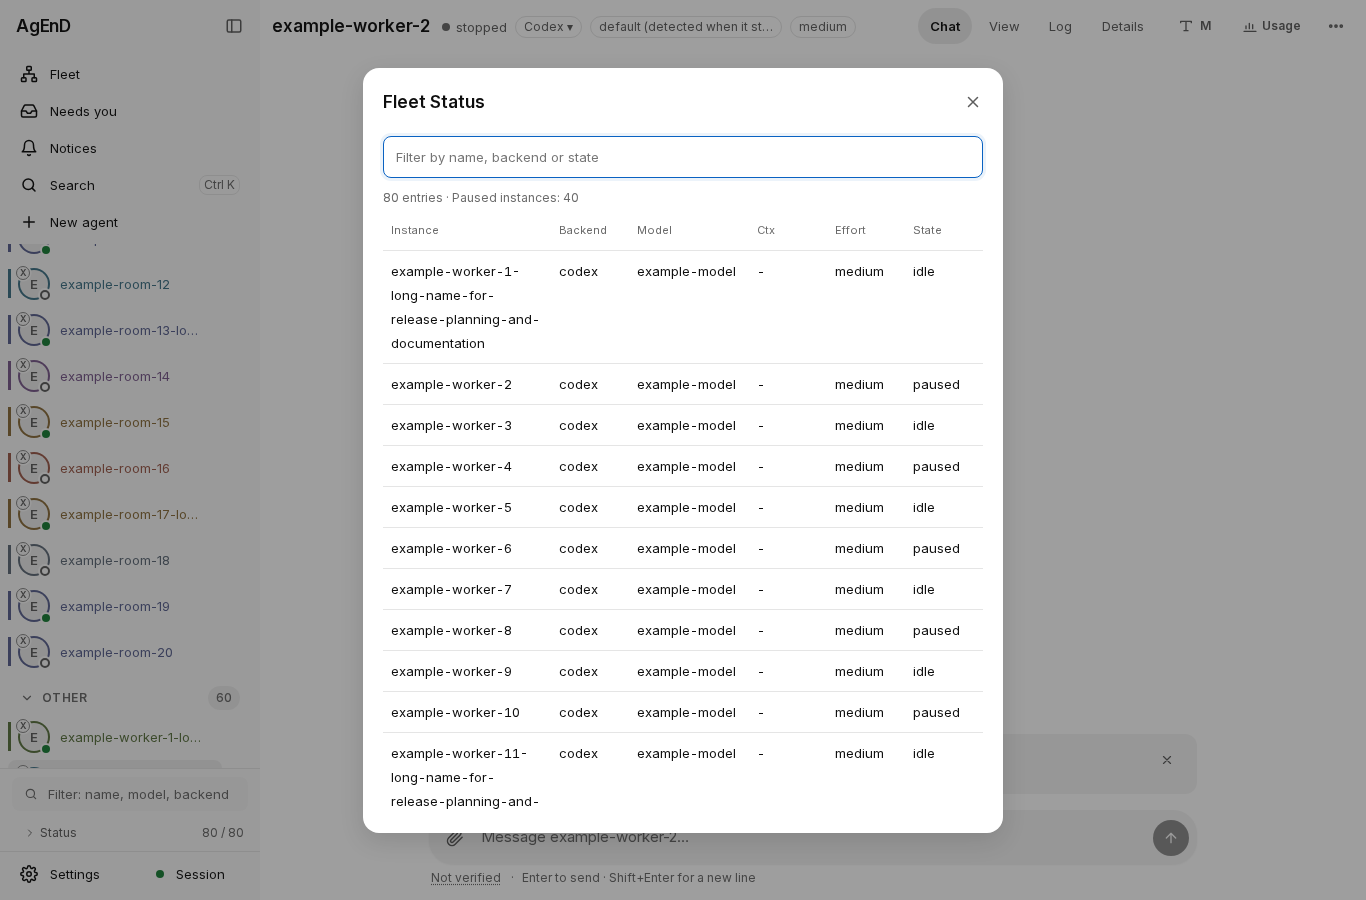 AgEnD
Fleet
Needs you
Notices
Search
Ctrl K
New agent
X
E
example-room-12
X
E
example-room-13-lo…
X
E
example-room-14
X
E
example-room-15
X
E
example-room-16
X
E
example-room-17-lo…
X
E
example-room-18
X
E
example-room-19
X
E
example-room-20
OTHER
60
X
E
example-worker-1-lo…
Filter: name, model, backend
Status
80 / 80
Settings
Session
example-worker-2
stopped
Codex ▾
default (detected when it st…
medium
Chat
View
Log
Details
M
Usage
•••
Fleet Status
Filter by name, backend or state
80 entries · Paused instances: 40
Instance Backend Model Ctx Effort State
example-worker-1- codex example-model - medium idle
long-name-for-
release-planning-and-
documentation
example-worker-2 codex example-model - medium paused
example-worker-3 codex example-model - medium idle
example-worker-4 codex example-model - medium paused
example-worker-5 codex example-model - medium idle
example-worker-6 codex example-model - medium paused
example-worker-7 codex example-model - medium idle
example-worker-8 codex example-model - medium paused
example-worker-9 codex example-model - medium idle
example-worker-10 codex example-model - medium paused
example-worker-11- codex example-model - medium idle
long-name-for-
release-planning-and-
Message example-worker-2…
Not verified · Enter to send · Shift+Enter for a new line